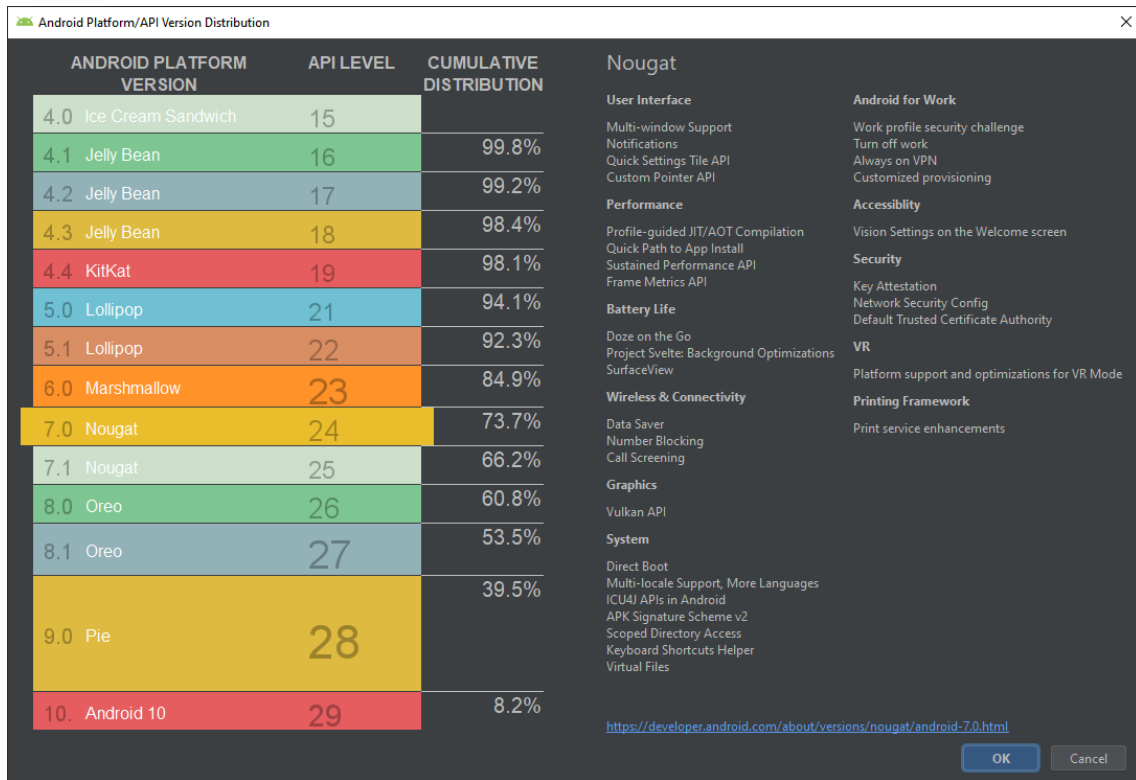 Android Platform/API Version Distribution
ANDROID PLATFORM VERSION API LEVEL CUMULATIVE DISTRIBUTION
4.0 Ice Cream Sandwich 15
4.1 Jelly Bean 16 99.8%
4.2 Jelly Bean 17 99.2%
4.3 Jelly Bean 18 98.4%
4.4 KitKat 19 98.1%
5.0 Lollipop 21 94.1%
5.1 Lollipop 22 92.3%
6.0 Marshmallow 23 84.9%
7.0 Nougat 24 73.7%
7.1 Nougat 25 66.2%
8.0 Oreo 26 60.8%
8.1 Oreo 27 53.5%
9.0 Pie 28 39.5%
10. Android 10 29 8.2%
Nougat
User Interface
Multi-window Support
Notifications
Quick Settings Tile API
Custom Pointer API
Performance
Profile-guided JIT/AOT Compilation
Quick Path to App Install
Sustained Performance API
Frame Metrics API
Battery Life
Doze on the Go
Project Svelte: Background Optimizations
SurfaceView
Wireless & Connectivity
Data Saver
Number Blocking
Call Screening
Graphics
Vulkan API
System
Direct Boot
Multi-locale Support, More Languages
ICU4J APIs in Android
APK Signature Scheme v2
Scoped Directory Access
Keyboard Shortcuts Helper
Virtual Files
Android for Work
Work profile security challenge
Turn off work
Always on VPN
Customized provisioning
Accessiblity
Vision Settings on the Welcome screen
Security
Key Attestation
Network Security Config
Default Trusted Certificate Authority
VR
Platform support and optimizations for VR Mode
Printing Framework
Print service enhancements
https://developer.android.com/about/versions/nougat/android-7.0.html
OK
Cancel